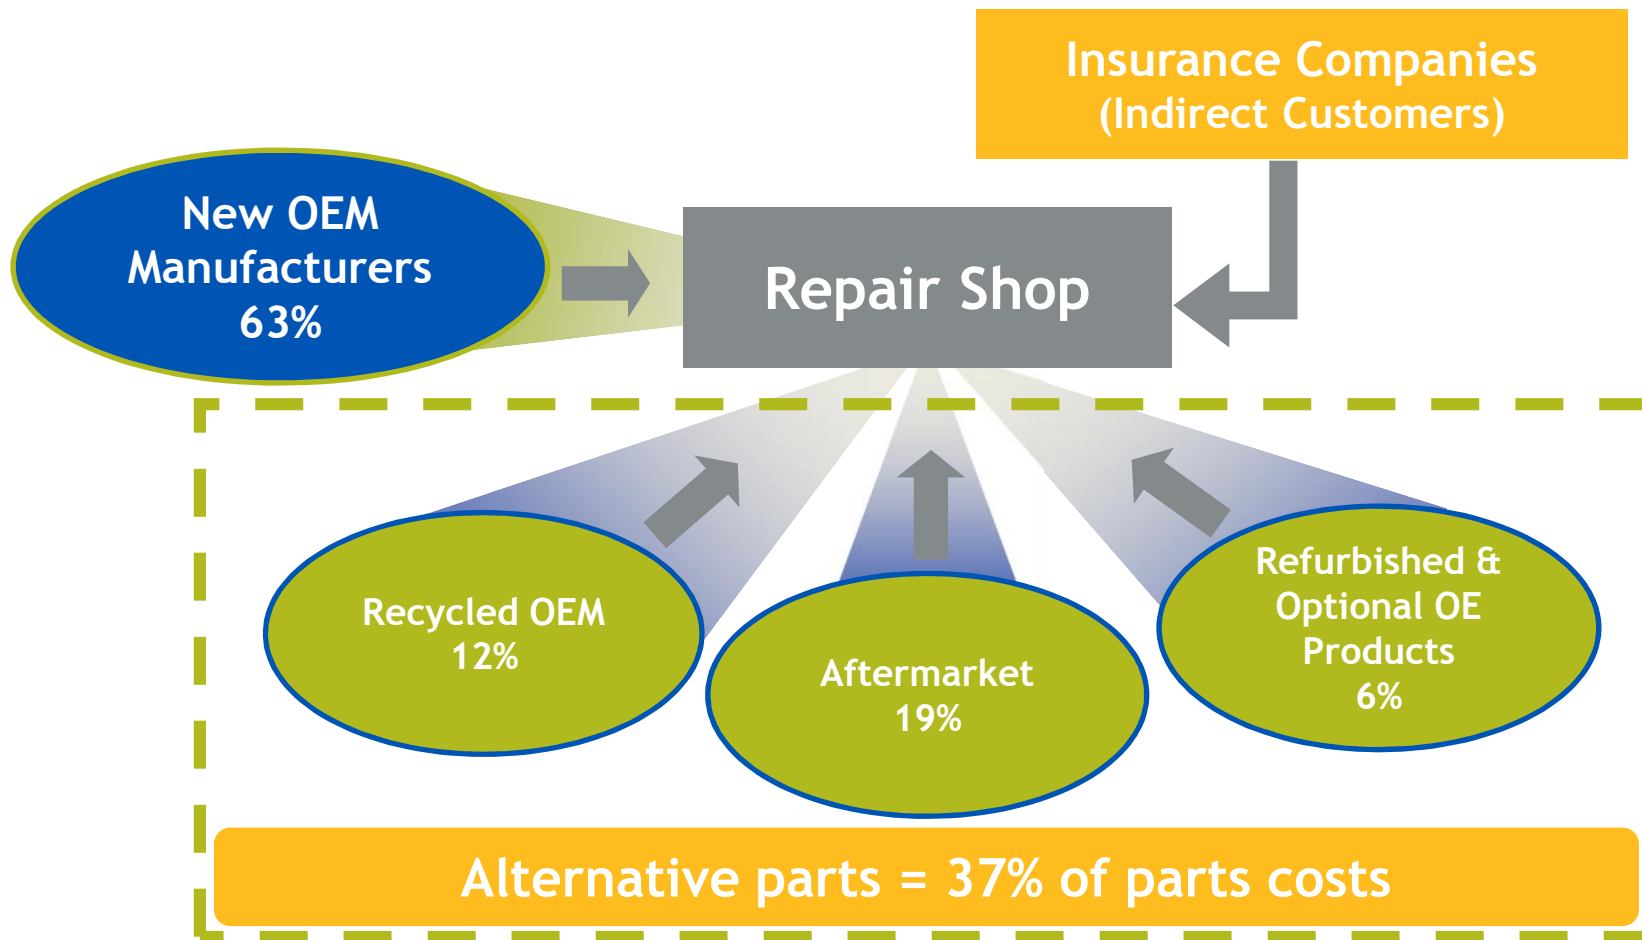 Insurance Companies
(Indirect Customers)
New OEM
Manufacturers
63%
Repair Shop
Recycled OEM
12%
Aftermarket
19%
Refurbished &
Optional OE
Products
6%
Alternative parts = 37% of parts costs